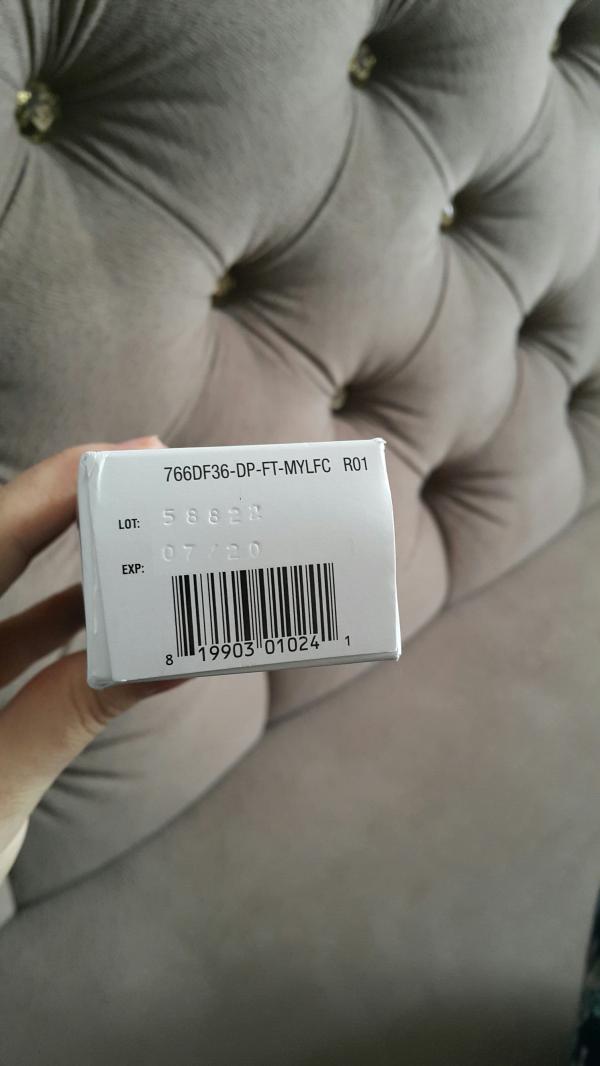 766DF36-DP-FT-MYLFC R01
LOT:
EXP: 07/20
8 19903 01024 1